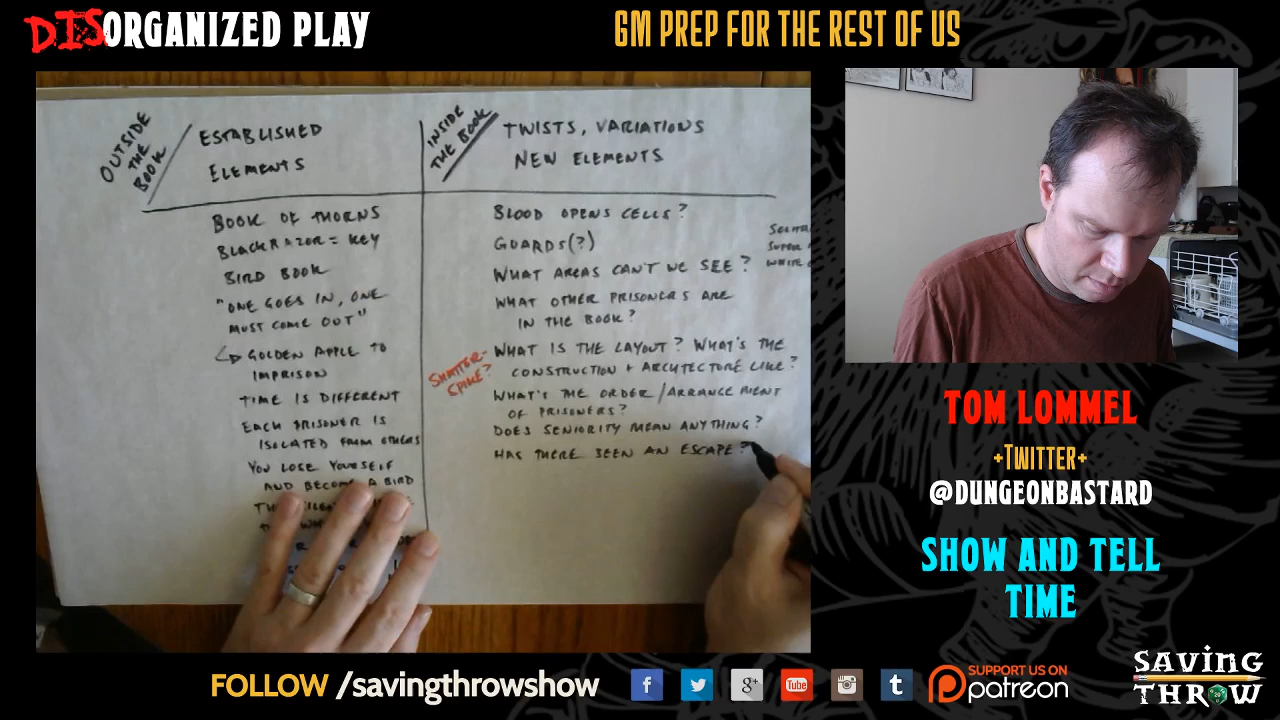 DISORGANIZED PLAY
GM PREP FOR THE REST OF US
OUTSIDE
THE
BOOK
ESTABLISHED
ELEMENTS
BOOK OF THORNS
BLACKRAZOR = KEY
BIRD BOOK
"ONE GOES IN, ONE
MUST COME OUT"
GOLDEN APPLE TO
IMPRISON
TIME IS DIFFERENT
EACH PRISONER IS
ISOLATED FROM OTHERS
YOU LOSE YOURSELF
AND BECOME A BIRD
INSIDE
THE BOOK
TWISTS, VARIATIONS
NEW ELEMENTS
BLOOD OPENS CELLS?
GUARDS(?)
WHAT AREAS CAN'T WE SEE?
WHAT OTHER PRISONERS ARE
IN THE BOOK?
SHATTER-
SPIKE?
WHAT IS THE LAYOUT? WHAT'S THE
CONSTRUCTION + ARCHTECTURE LIKE?
WHAT'S THE ORDER/ARRANGEMENT
OF PRISONERS?
DOES SENIORITY MEAN ANYTHING?
HAS THERE BEEN AN ESCAPE?
SUPER
WHITE
TOM LOMMEL
+TWITTER+
@DUNGEONBASTARD
SHOW AND TELL
TIME
FOLLOW /savingthrowshow
f
g+
You Tube
t
SUPPORT US ON
patreon
SAVING
THROW